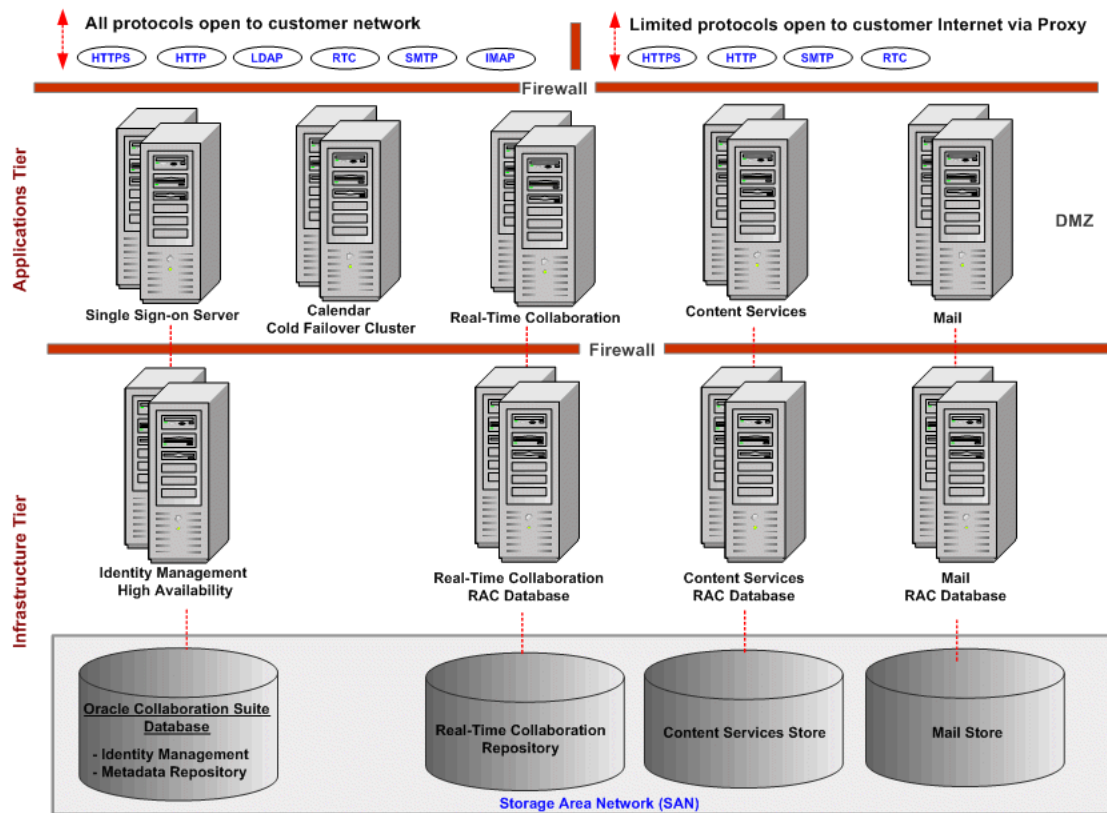 All protocols open to customer network
Limited protocols open to customer Internet via Proxy
HTTPS
HTTP
LDAP
RTC
SMTP
IMAP
HTTPS
HTTP
SMTP
RTC
Firewall
Applications Tier
DMZ
Single Sign-on Server
Calendar
Cold Failover Cluster
Real-Time Collaboration
Content Services
Mail
Firewall
Infrastructure Tier
Identity Management
High Availability
Real-Time Collaboration
RAC Database
Content Services
RAC Database
Mail
RAC Database
Oracle Collaboration Suite
Database
- Identity Management
- Metadata Repository
Real-Time Collaboration
Repository
Content Services Store
Mail Store
Storage Area Network (SAN)